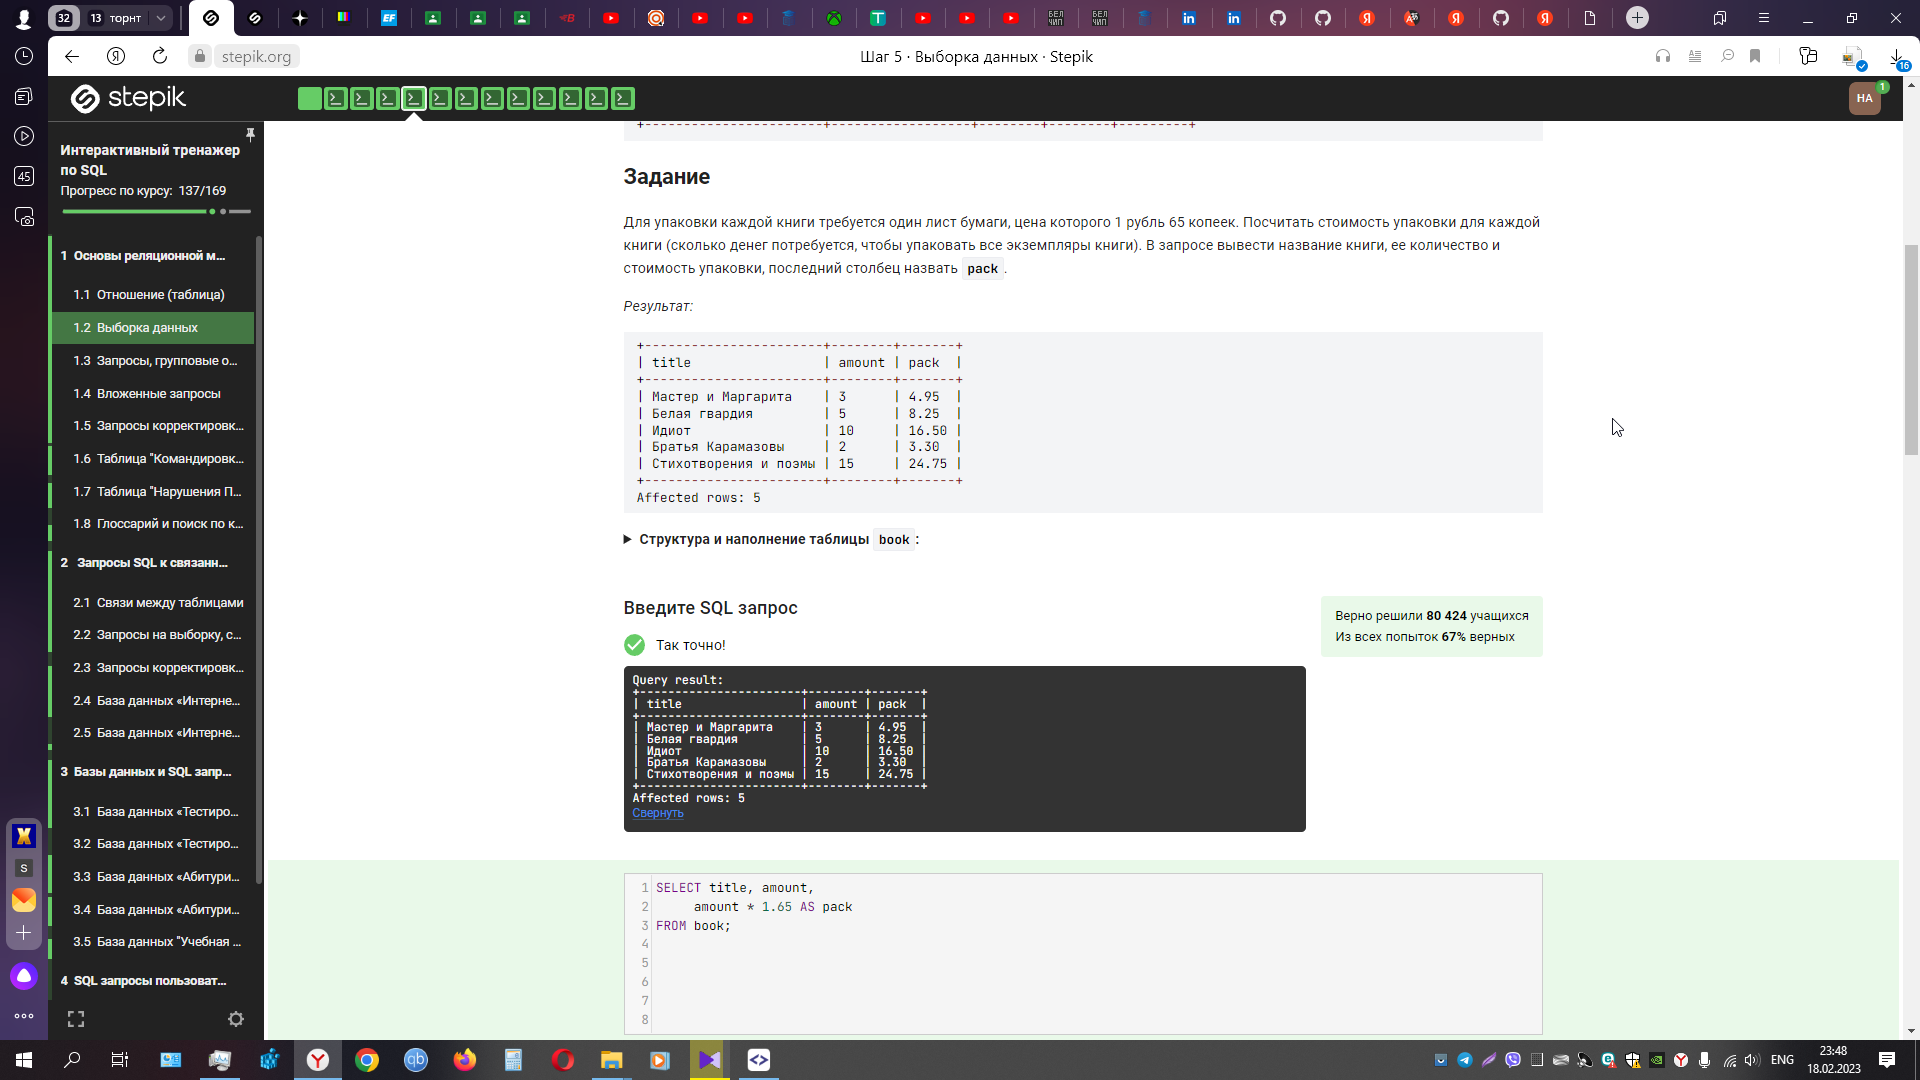 32
13 торнт
stepik.org
Шаг 5 · Выборка данных · Stepik
16
45
stepik
НА
1
Интерактивный тренажер
по SQL
Прогресс по курсу: 137/169
1 Основы реляционной м...
1.1 Отношение (таблица)
1.2 Выборка данных
1.3 Запросы, групповые о...
1.4 Вложенные запросы
1.5 Запросы корректировк...
1.6 Таблица "Командировк...
1.7 Таблица "Нарушения П...
1.8 Глоссарий и поиск по к...
2 Запросы SQL к связанн...
2.1 Связи между таблицами
2.2 Запросы на выборку, с...
2.3 Запросы корректировк...
2.4 База данных «Интерне...
2.5 База данных «Интерне...
3 Базы данных и SQL запр...
3.1 База данных «Тестиро...
3.2 База данных «Тестиро...
3.3 База данных «Абитури...
3.4 База данных «Абитури...
3.5 База данных "Учебная ...
4 SQL запросы пользоват...
+-----------------------+------------------+--------+--------+---------+
Задание
Для упаковки каждой книги требуется один лист бумаги, цена которого 1 рубль 65 копеек. Посчитать стоимость упаковки для каждой
книги (сколько денег потребуется, чтобы упаковать все экземпляры книги). В запросе вывести название книги, ее количество и
стоимость упаковки, последний столбец назвать pack.
Результат:
+-----------------------+--------+-------+
| title                 | amount | pack  |
+-----------------------+--------+-------+
| Мастер и Маргарита    | 3      | 4.95  |
| Белая гвардия         | 5      | 8.25  |
| Идиот                 | 10     | 16.50 |
| Братья Карамазовы     | 2      | 3.30  |
| Стихотворения и поэмы | 15     | 24.75 |
+-----------------------+--------+-------+
Affected rows: 5
Структура и наполнение таблицы book :
Введите SQL запрос
Верно решили 80 424 учащихся
Из всех попыток 67% верных
Так точно!
Query result:
+-----------------------+--------+-------+
| title                 | amount | pack  |
+-----------------------+--------+-------+
| Мастер и Маргарита    | 3      | 4.95  |
| Белая гвардия         | 5      | 8.25  |
| Идиот                 | 10     | 16.50 |
| Братья Карамазовы     | 2      | 3.30  |
| Стихотворения и поэмы | 15     | 24.75 |
+-----------------------+--------+-------+
Affected rows: 5
Свернуть
1 SELECT title, amount,
2      amount * 1.65 AS pack
3 FROM book;
4
5
6
7
8
ENG
23:48
18.02.2023